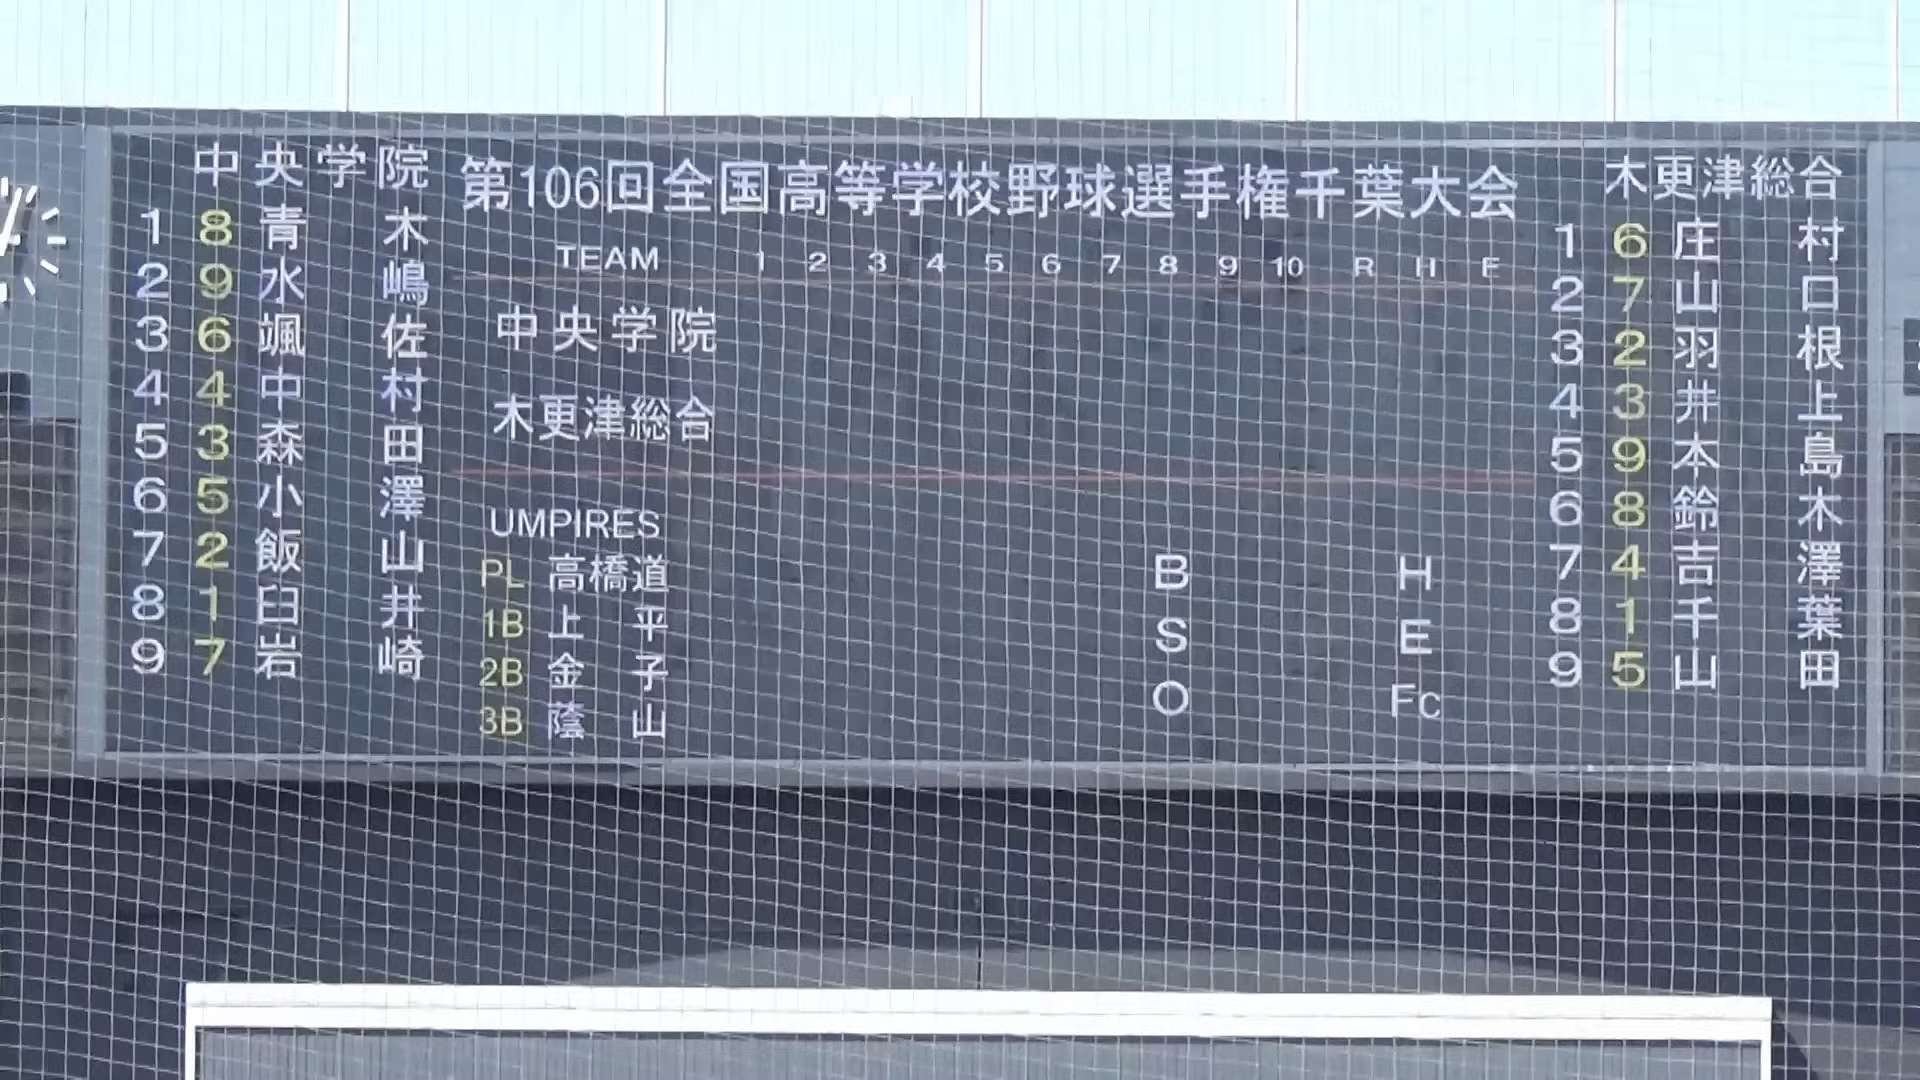 中央学院
1 8 青木
2 9 水嶋
3 6 颯佐
4 4 中村
5 3 森田
6 5 小澤
7 2 飯山
8 1 臼井
9 7 岩崎
第106回全国高等学校野球選手権千葉大会
TEAM 1 2 3 4 5 6 7 8 9 10 R H E
中央学院
木更津総合
UMPIRES
PL 高橋道
1B 上平
2B 金子
3B 蔭山
B H
S E
O Fc
木更津総合
1 6 庄村
2 7 山口
3 2 羽根
4 3 井上
5 9 本島
6 8 鈴木
7 4 吉澤
8 1 千葉
9 5 山田